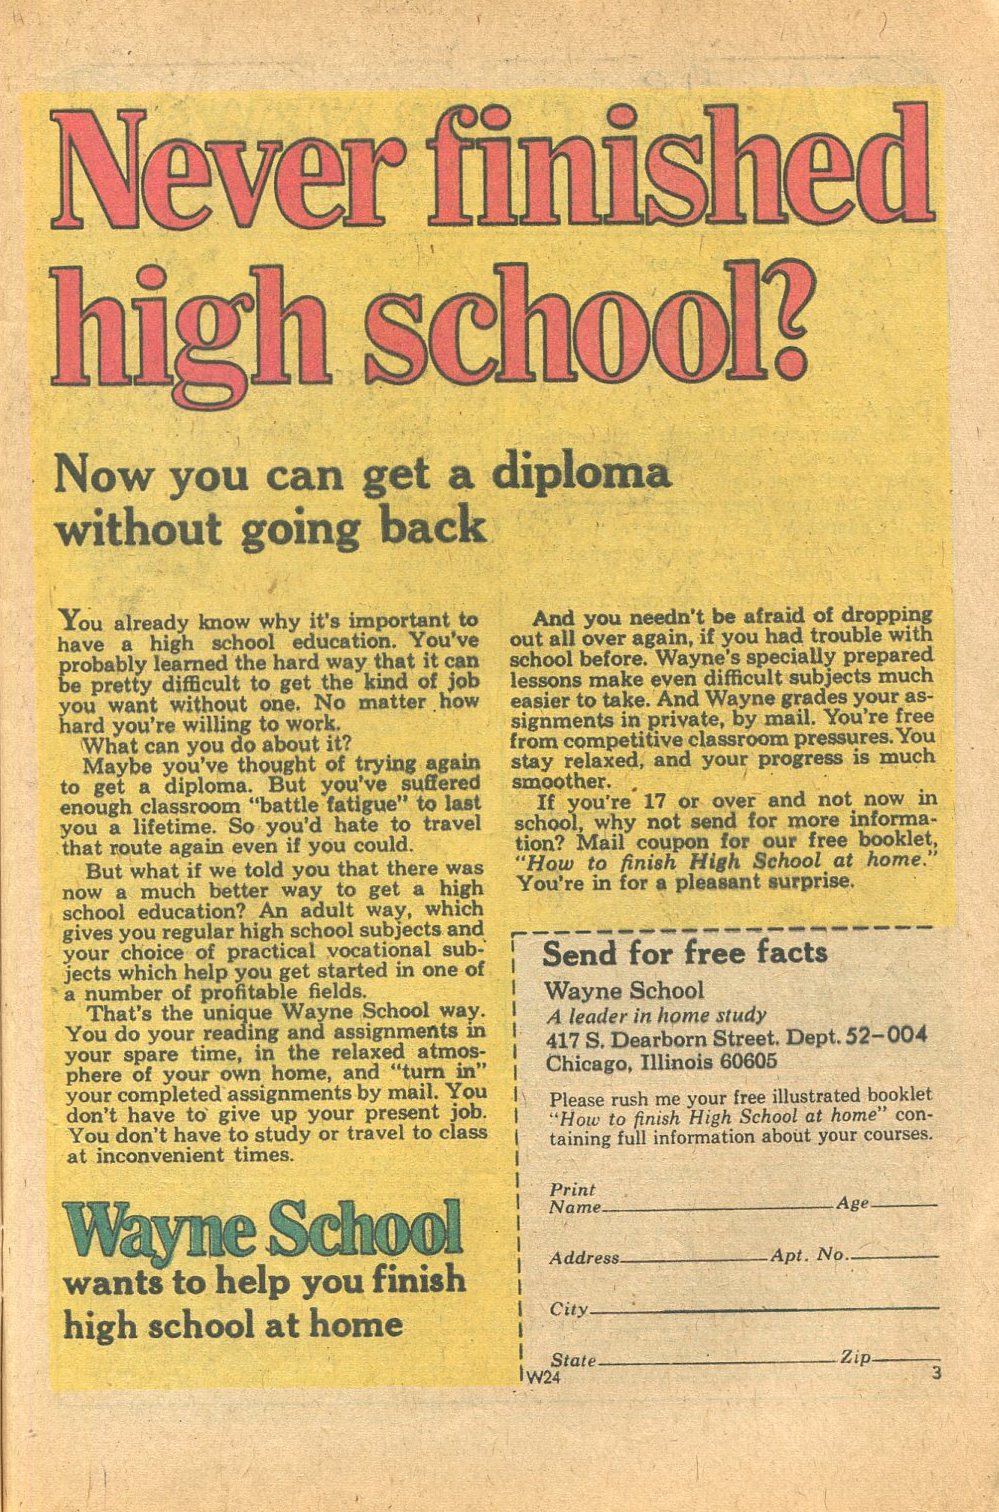 Never finished
high school?
Now you can get a diploma
without going back
You already know why it's important to
have a high school education. You've
probably learned the hard way that it can
be pretty difficult to get the kind of job
you want without one. No matter how
hard you're willing to work.
What can you do about it?
Maybe you've thought of trying again
to get a diploma. But you've suffered
enough classroom "battle fatigue" to last
you a lifetime. So you'd hate to travel
that route again even if you could.
But what if we told you that there was
now a much better way to get a high
school education? An adult way, which
gives you regular high school subjects and
your choice of practical vocational sub-
jects which help you get started in one of
a number of profitable fields.
That's the unique Wayne School way.
You do your reading and assignments in
your spare time, in the relaxed atmos-
phere of your own home, and "turn in"
your completed assignments by mail. You
don't have to give up your present job.
You don't have to study or travel to class
at inconvenient times.
Wayne School
wants to help you finish
high school at home
And you needn't be afraid of dropping
out all over again, if you had trouble with
school before. Wayne's specially prepared
lessons make even difficult subjects much
easier to take. And Wayne grades your as-
signments in private, by mail. You're free
from competitive classroom pressures. You
stay relaxed, and your progress is much
smoother.
If you're 17 or over and not now in
school, why not send for more informa-
tion? Mail coupon for our free booklet,
"How to finish High School at home."
You're in for a pleasant surprise.
Send for free facts
Wayne School
A leader in home study
417 S. Dearborn Street. Dept. 52-004
Chicago, Illinois 60605
Please rush me your free illustrated booklet
"How to finish High School at home" con-
taining full information about your courses.
Print
Name Age
Address Apt. No.
City
State Zip
W24 3